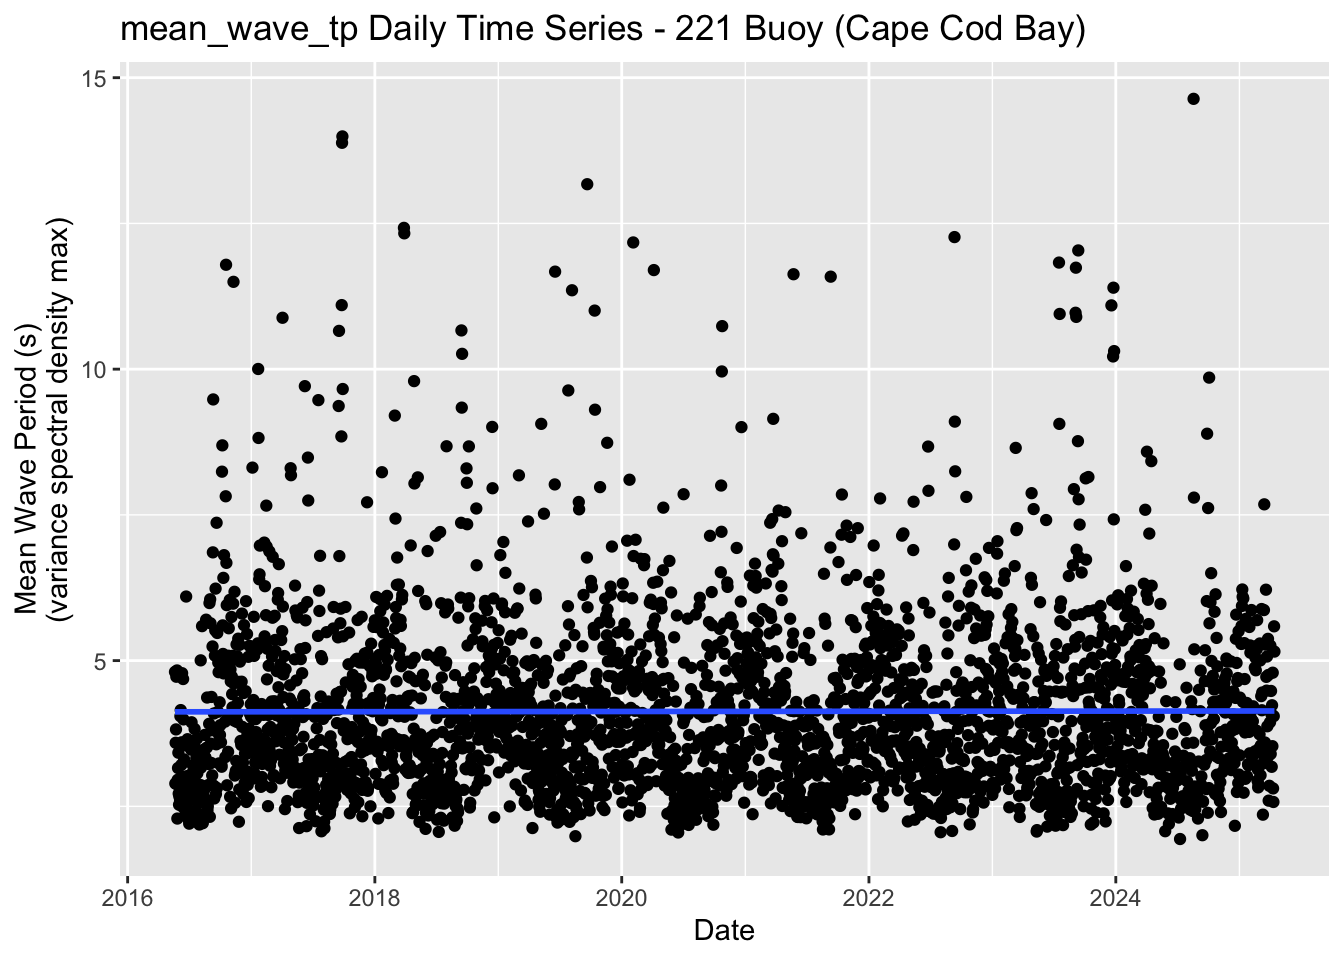 mean_wave_tp Daily Time Series - 221 Buoy (Cape Cod Bay)
Mean Wave Period (s)
(variance spectral density max)
15
10
5
2016
2018
2020
2022
2024
Date